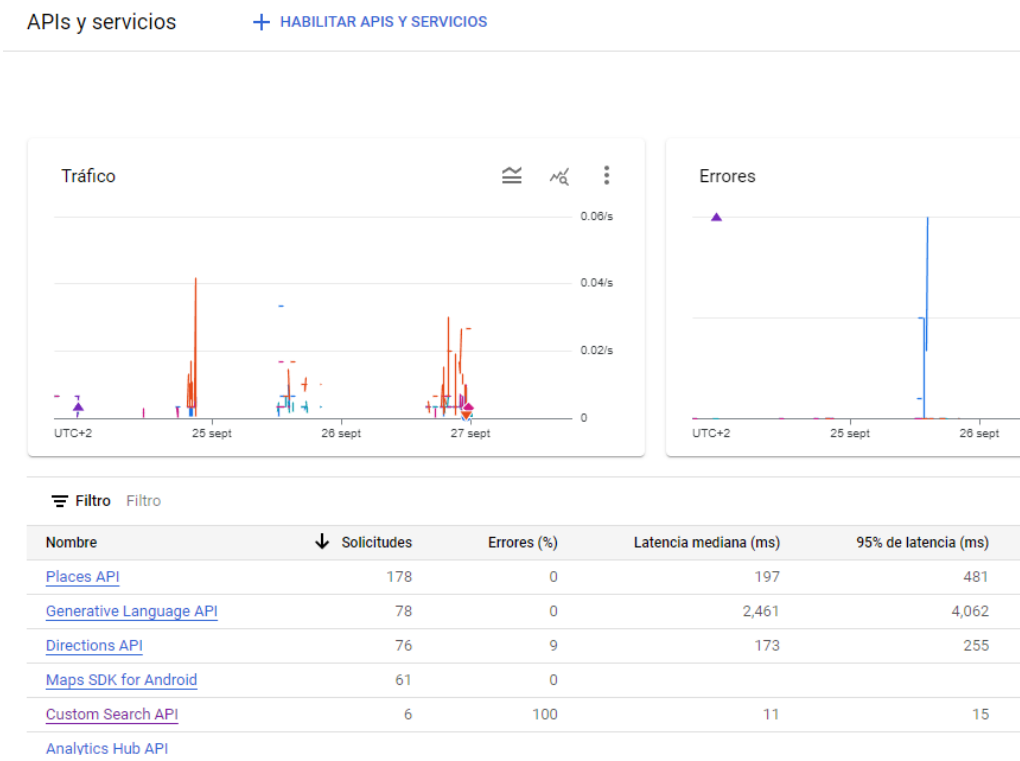 APIs y servicios
HABILITAR APIS Y SERVICIOS
Tráfico
0.06/s
0.04/s
0.02/s
0
UTC+2 25 sept 26 sept 27 sept
Errores
UTC+2 25 sept 26 sept
Filtro Filtro
Nombre Solicitudes Errores (%) Latencia mediana (ms) 95% de latencia (ms)
Places API 178 0 197 481
Generative Language API 78 0 2,461 4,062
Directions API 76 9 173 255
Maps SDK for Android 61 0
Custom Search API 6 100 11 15
Analytics Hub API